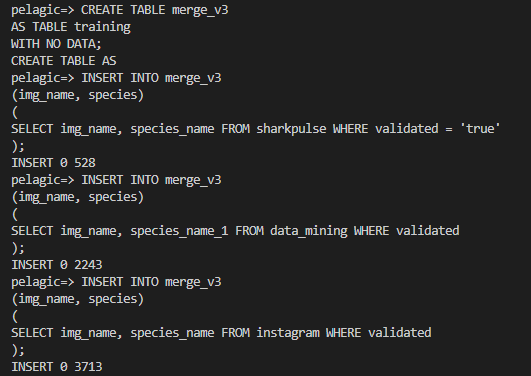 pelagic=> CREATE TABLE merge_v3
AS TABLE training
WITH NO DATA;
CREATE TABLE AS
pelagic=> INSERT INTO merge_v3
(img_name, species)
(
SELECT img_name, species_name FROM sharkpulse WHERE validated = 'true'
);
INSERT 0 528
pelagic=> INSERT INTO merge_v3
(img_name, species)
(
SELECT img_name, species_name_1 FROM data_mining WHERE validated
);
INSERT 0 2243
pelagic=> INSERT INTO merge_v3
(img_name, species)
(
SELECT img_name, species_name FROM instagram WHERE validated
);
INSERT 0 3713